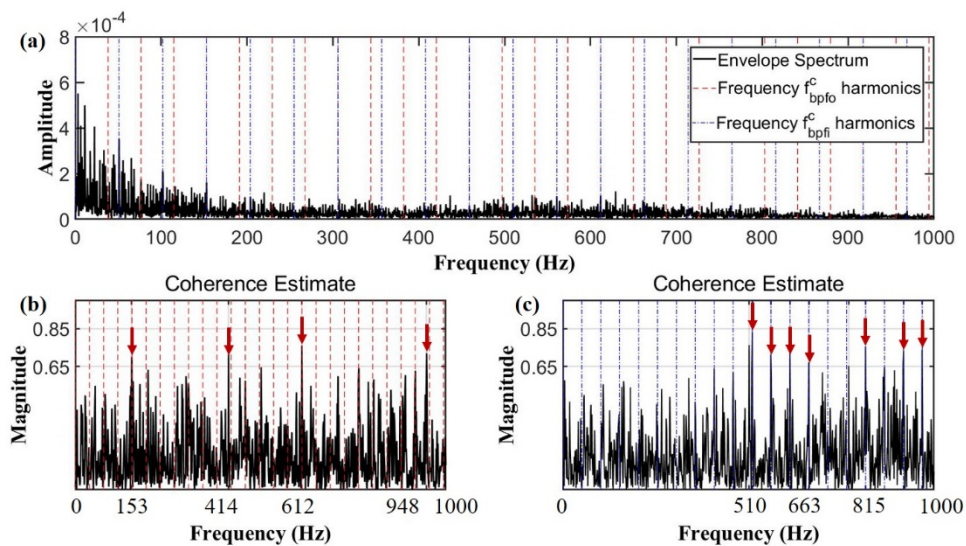 (a)
×10⁻⁴
8
6
4
2
0
Amplitude
Envelope Spectrum
Frequency f^c_bpfo harmonics
Frequency f^c_bpfi harmonics
0 100 200 300 400 500 600 700 800 900 1000
Frequency (Hz)
(b)
Coherence Estimate
0.85
0.65
Magnitude
0 153 414 612 948 1000
Frequency (Hz)
(c)
Coherence Estimate
0.85
0.65
Magnitude
0 510 663 815 1000
Frequency (Hz)